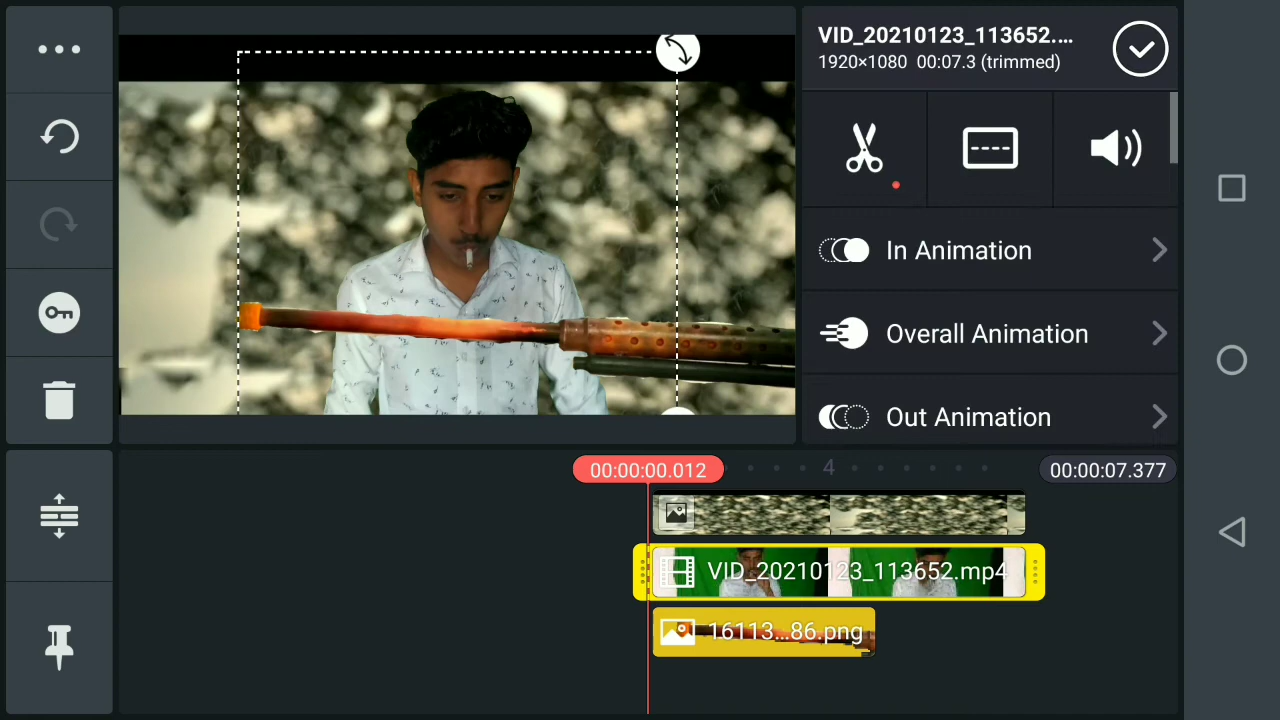 VID_20210123_113652....
1920×1080 00:07.3 (trimmed)
In Animation
Overall Animation
Out Animation
00:00:00.012
4
00:00:07.377
VID_20210123_113652.mp4
16113...86.png